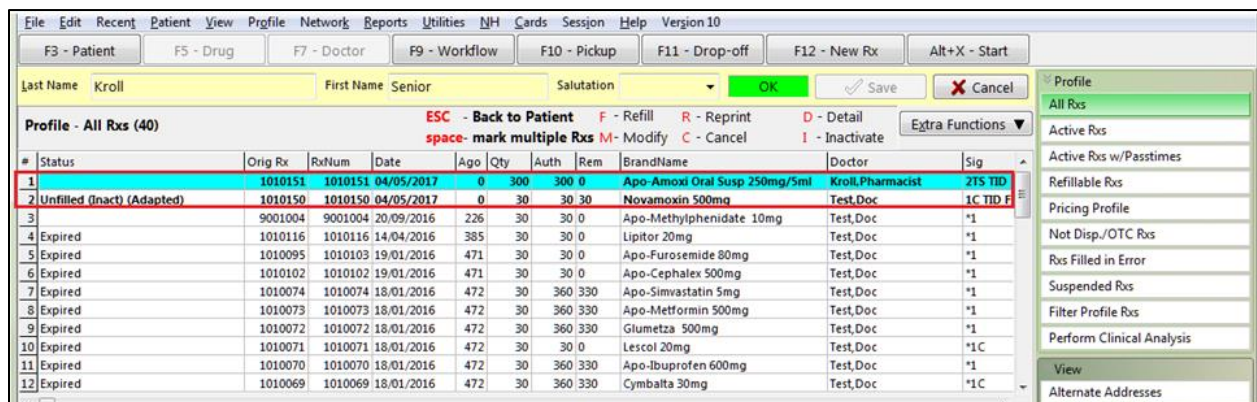 File Edit Recent Patient View Profile Network Reports Utilities NH Cards Session Help Version 10
F3 - Patient F5 - Drug F7 - Doctor F9 - Workflow F10 - Pickup F11 - Drop-off F12 - New Rx Alt+X - Start
Last Name Kroll First Name Senior Salutation OK Save Cancel
Profile - All Rxs (40)
ESC - Back to Patient F - Refill R - Reprint D - Detail
space- mark multiple Rxs M- Modify C - Cancel I - Inactivate
Extra Functions
# Status Orig Rx RxNum Date Ago Qty Auth Rem BrandName Doctor Sig
1 1010151 1010151 04/05/2017 0 300 300 0 Apo-Amoxi Oral Susp 250mg/5ml Kroll,Pharmacist 2TS TID
2 Unfilled (Inact) (Adapted) 1010150 1010150 04/05/2017 0 30 30 30 Novamoxin 500mg Test,Doc 1C TID F
3 9001004 9001004 20/09/2016 226 30 30 0 Apo-Methylphenidate 10mg Test,Doc *1
4 Expired 1010116 1010116 14/04/2016 385 30 30 0 Lipitor 20mg Test,Doc *1
5 Expired 1010095 1010103 19/01/2016 471 30 30 0 Apo-Furosemide 80mg Test,Doc *1
6 Expired 1010102 1010102 19/01/2016 471 30 30 0 Apo-Cephalex 500mg Test,Doc *1
7 Expired 1010074 1010074 18/01/2016 472 30 360 330 Apo-Simvastatin 5mg Test,Doc *1
8 Expired 1010073 1010073 18/01/2016 472 30 360 330 Apo-Metformin 500mg Test,Doc *1
9 Expired 1010072 1010072 18/01/2016 472 30 360 330 Glumetza 500mg Test,Doc *1
10 Expired 1010071 1010071 18/01/2016 472 30 30 0 Lescol 20mg Test,Doc *1C
11 Expired 1010070 1010070 18/01/2016 472 30 360 330 Apo-Ibuprofen 600mg Test,Doc *1
12 Expired 1010069 1010069 18/01/2016 472 30 360 330 Cymbalta 30mg Test,Doc *1C
Profile
All Rxs
Active Rxs
Active Rxs w/Passtimes
Refillable Rxs
Pricing Profile
Not Disp./OTC Rxs
Rxs Filled in Error
Suspended Rxs
Filter Profile Rxs
Perform Clinical Analysis
View
Alternate Addresses